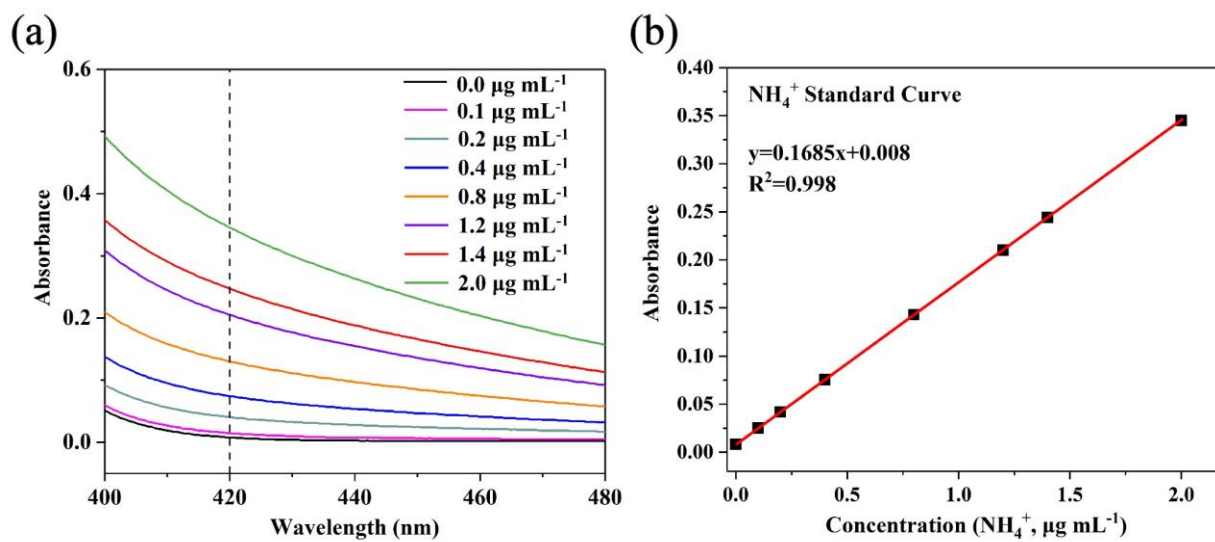 (a)
0.6
0.4
0.2
0.0
Absorbance
400
420
440
460
480
Wavelength (nm)
0.0 µg mL⁻¹
0.1 µg mL⁻¹
0.2 µg mL⁻¹
0.4 µg mL⁻¹
0.8 µg mL⁻¹
1.2 µg mL⁻¹
1.4 µg mL⁻¹
2.0 µg mL⁻¹
(b)
0.40
0.35
0.30
0.25
0.20
0.15
0.10
0.05
0.00
Absorbance
NH₄⁺ Standard Curve
y=0.1685x+0.008
R²=0.998
0.0
0.5
1.0
1.5
2.0
Concentration (NH₄⁺, µg mL⁻¹)